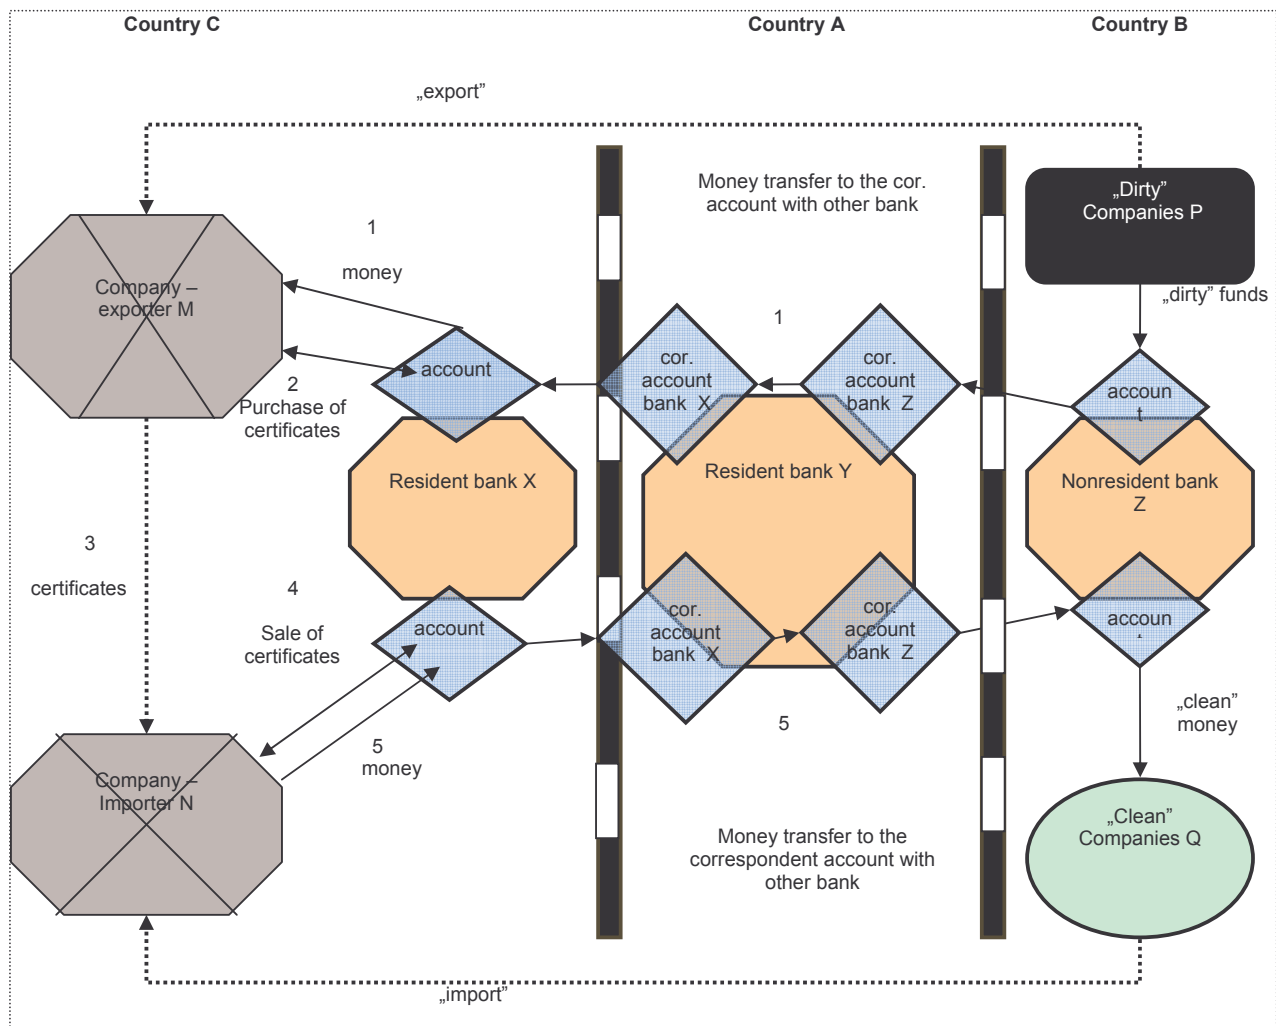 Country C
Country A
Country B
„export”
Money transfer to the cor.
account with other bank
„Dirty”
Companies P
„dirty” funds
1
money
Company –
exporter M
1
cor.
account
bank X
cor.
account
bank Z
account
accoun
t
2
Purchase of
certificates
Resident bank X
Resident bank Y
Nonresident bank
Z
3
certificates
4
Sale of
certificates
account
cor.
account
bank X
cor.
account
bank Z
accoun
5
money
5
„clean”
money
Company –
Importer N
Money transfer to the
correspondent account with
other bank
„Clean”
Companies Q
„import”